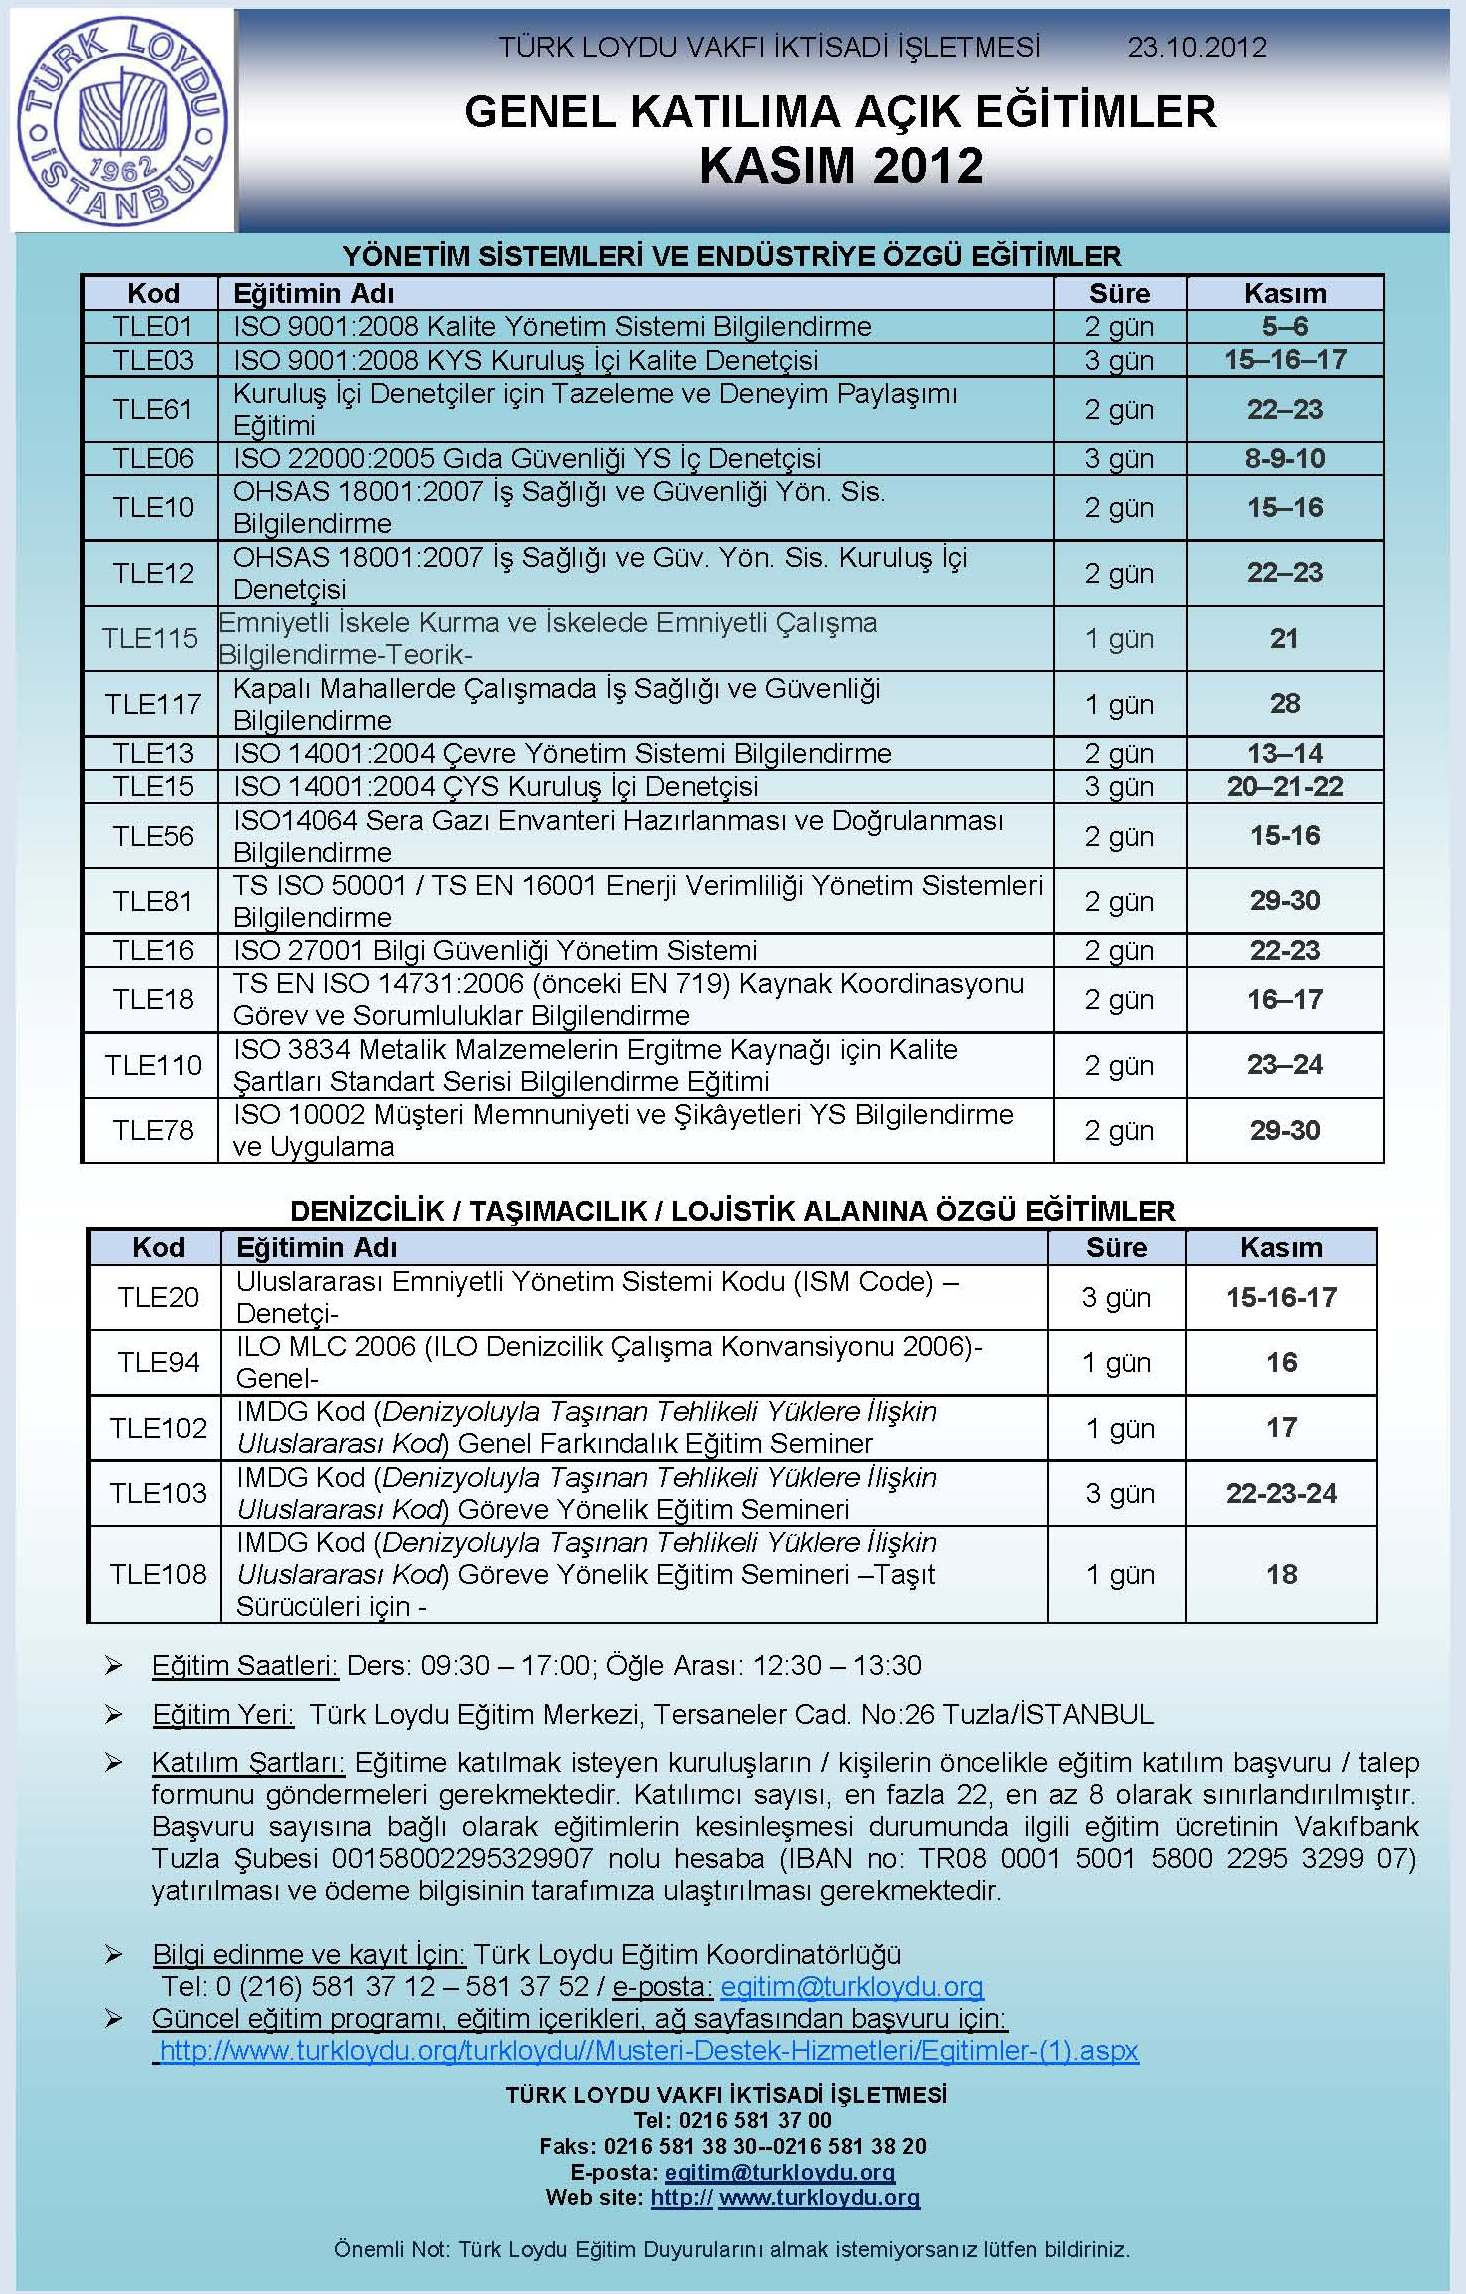 TÜRK LOYDU
1962
İSTANBUL
TÜRK LOYDU VAKFI İKTİSADİ İŞLETMESİ 23.10.2012
GENEL KATILIMA AÇIK EĞİTİMLER
KASIM 2012
YÖNETİM SİSTEMLERİ VE ENDÜSTRİYE ÖZGÜ EĞİTİMLER
Kod Eğitimin Adı Süre Kasım
TLE01 ISO 9001:2008 Kalite Yönetim Sistemi Bilgilendirme 2 gün 5–6
TLE03 ISO 9001:2008 KYS Kuruluş İçi Kalite Denetçisi 3 gün 15–16–17
TLE61 Kuruluş İçi Denetçiler için Tazeleme ve Deneyim Paylaşımı
Eğitimi 2 gün 22–23
TLE06 ISO 22000:2005 Gıda Güvenliği YS İç Denetçisi 3 gün 8-9-10
TLE10 OHSAS 18001:2007 İş Sağlığı ve Güvenliği Yön. Sis.
Bilgilendirme 2 gün 15–16
TLE12 OHSAS 18001:2007 İş Sağlığı ve Güv. Yön. Sis. Kuruluş İçi
Denetçisi 2 gün 22–23
TLE115 Emniyetli İskele Kurma ve İskelede Emniyetli Çalışma
Bilgilendirme-Teorik- 1 gün 21
TLE117 Kapalı Mahallerde Çalışmada İş Sağlığı ve Güvenliği
Bilgilendirme 1 gün 28
TLE13 ISO 14001:2004 Çevre Yönetim Sistemi Bilgilendirme 2 gün 13–14
TLE15 ISO 14001:2004 ÇYS Kuruluş İçi Denetçisi 3 gün 20–21-22
TLE56 ISO14064 Sera Gazı Envanteri Hazırlanması ve Doğrulanması
Bilgilendirme 2 gün 15-16
TLE81 TS ISO 50001 / TS EN 16001 Enerji Verimliliği Yönetim Sistemleri
Bilgilendirme 2 gün 29-30
TLE16 ISO 27001 Bilgi Güvenliği Yönetim Sistemi 2 gün 22-23
TLE18 TS EN ISO 14731:2006 (önceki EN 719) Kaynak Koordinasyonu
Görev ve Sorumluluklar Bilgilendirme 2 gün 16–17
TLE110 ISO 3834 Metalik Malzemelerin Ergitme Kaynağı için Kalite
Şartları Standart Serisi Bilgilendirme Eğitimi 2 gün 23–24
TLE78 ISO 10002 Müşteri Memnuniyeti ve Şikâyetleri YS Bilgilendirme
ve Uygulama 2 gün 29-30
DENİZCİLİK / TAŞIMACILIK / LOJİSTİK ALANINA ÖZGÜ EĞİTİMLER
Kod Eğitimin Adı Süre Kasım
TLE20 Uluslararası Emniyetli Yönetim Sistemi Kodu (ISM Code) –
Denetçi- 3 gün 15-16-17
TLE94 ILO MLC 2006 (ILO Denizcilik Çalışma Konvansiyonu 2006)-
Genel- 1 gün 16
TLE102 IMDG Kod (Denizyoluyla Taşınan Tehlikeli Yüklere İlişkin
Uluslararası Kod) Genel Farkındalık Eğitim Seminer 1 gün 17
TLE103 IMDG Kod (Denizyoluyla Taşınan Tehlikeli Yüklere İlişkin
Uluslararası Kod) Göreve Yönelik Eğitim Semineri 3 gün 22-23-24
TLE108 IMDG Kod (Denizyoluyla Taşınan Tehlikeli Yüklere İlişkin
Uluslararası Kod) Göreve Yönelik Eğitim Semineri –Taşıt
Sürücüleri için - 1 gün 18
➢ Eğitim Saatleri: Ders: 09:30 – 17:00; Öğle Arası: 12:30 – 13:30
➢ Eğitim Yeri: Türk Loydu Eğitim Merkezi, Tersaneler Cad. No:26 Tuzla/İSTANBUL
➢ Katılım Şartları: Eğitime katılmak isteyen kuruluşların / kişilerin öncelikle eğitim katılım başvuru / talep
formunu göndermeleri gerekmektedir. Katılımcı sayısı, en fazla 22, en az 8 olarak sınırlandırılmıştır.
Başvuru sayısına bağlı olarak eğitimlerin kesinleşmesi durumunda ilgili eğitim ücretinin Vakıfbank
Tuzla Şubesi 00158002295329907 nolu hesaba (IBAN no: TR08 0001 5001 5800 2295 3299 07)
yatırılması ve ödeme bilgisinin tarafımıza ulaştırılması gerekmektedir.
➢ Bilgi edinme ve kayıt İçin: Türk Loydu Eğitim Koordinatörlüğü
Tel: 0 (216) 581 37 12 – 581 37 52 / e-posta: egitim@turkloydu.org
➢ Güncel eğitim programı, eğitim içerikleri, ağ sayfasından başvuru için:
http://www.turkloydu.org/turkloydu//Musteri-Destek-Hizmetleri/Egitimler-(1).aspx
TÜRK LOYDU VAKFI İKTİSADİ İŞLETMESİ
Tel: 0216 581 37 00
Faks: 0216 581 38 30--0216 581 38 20
E-posta: egitim@turkloydu.org
Web site: http:// www.turkloydu.org
Önemli Not: Türk Loydu Eğitim Duyurularını almak istemiyorsanız lütfen bildiriniz.